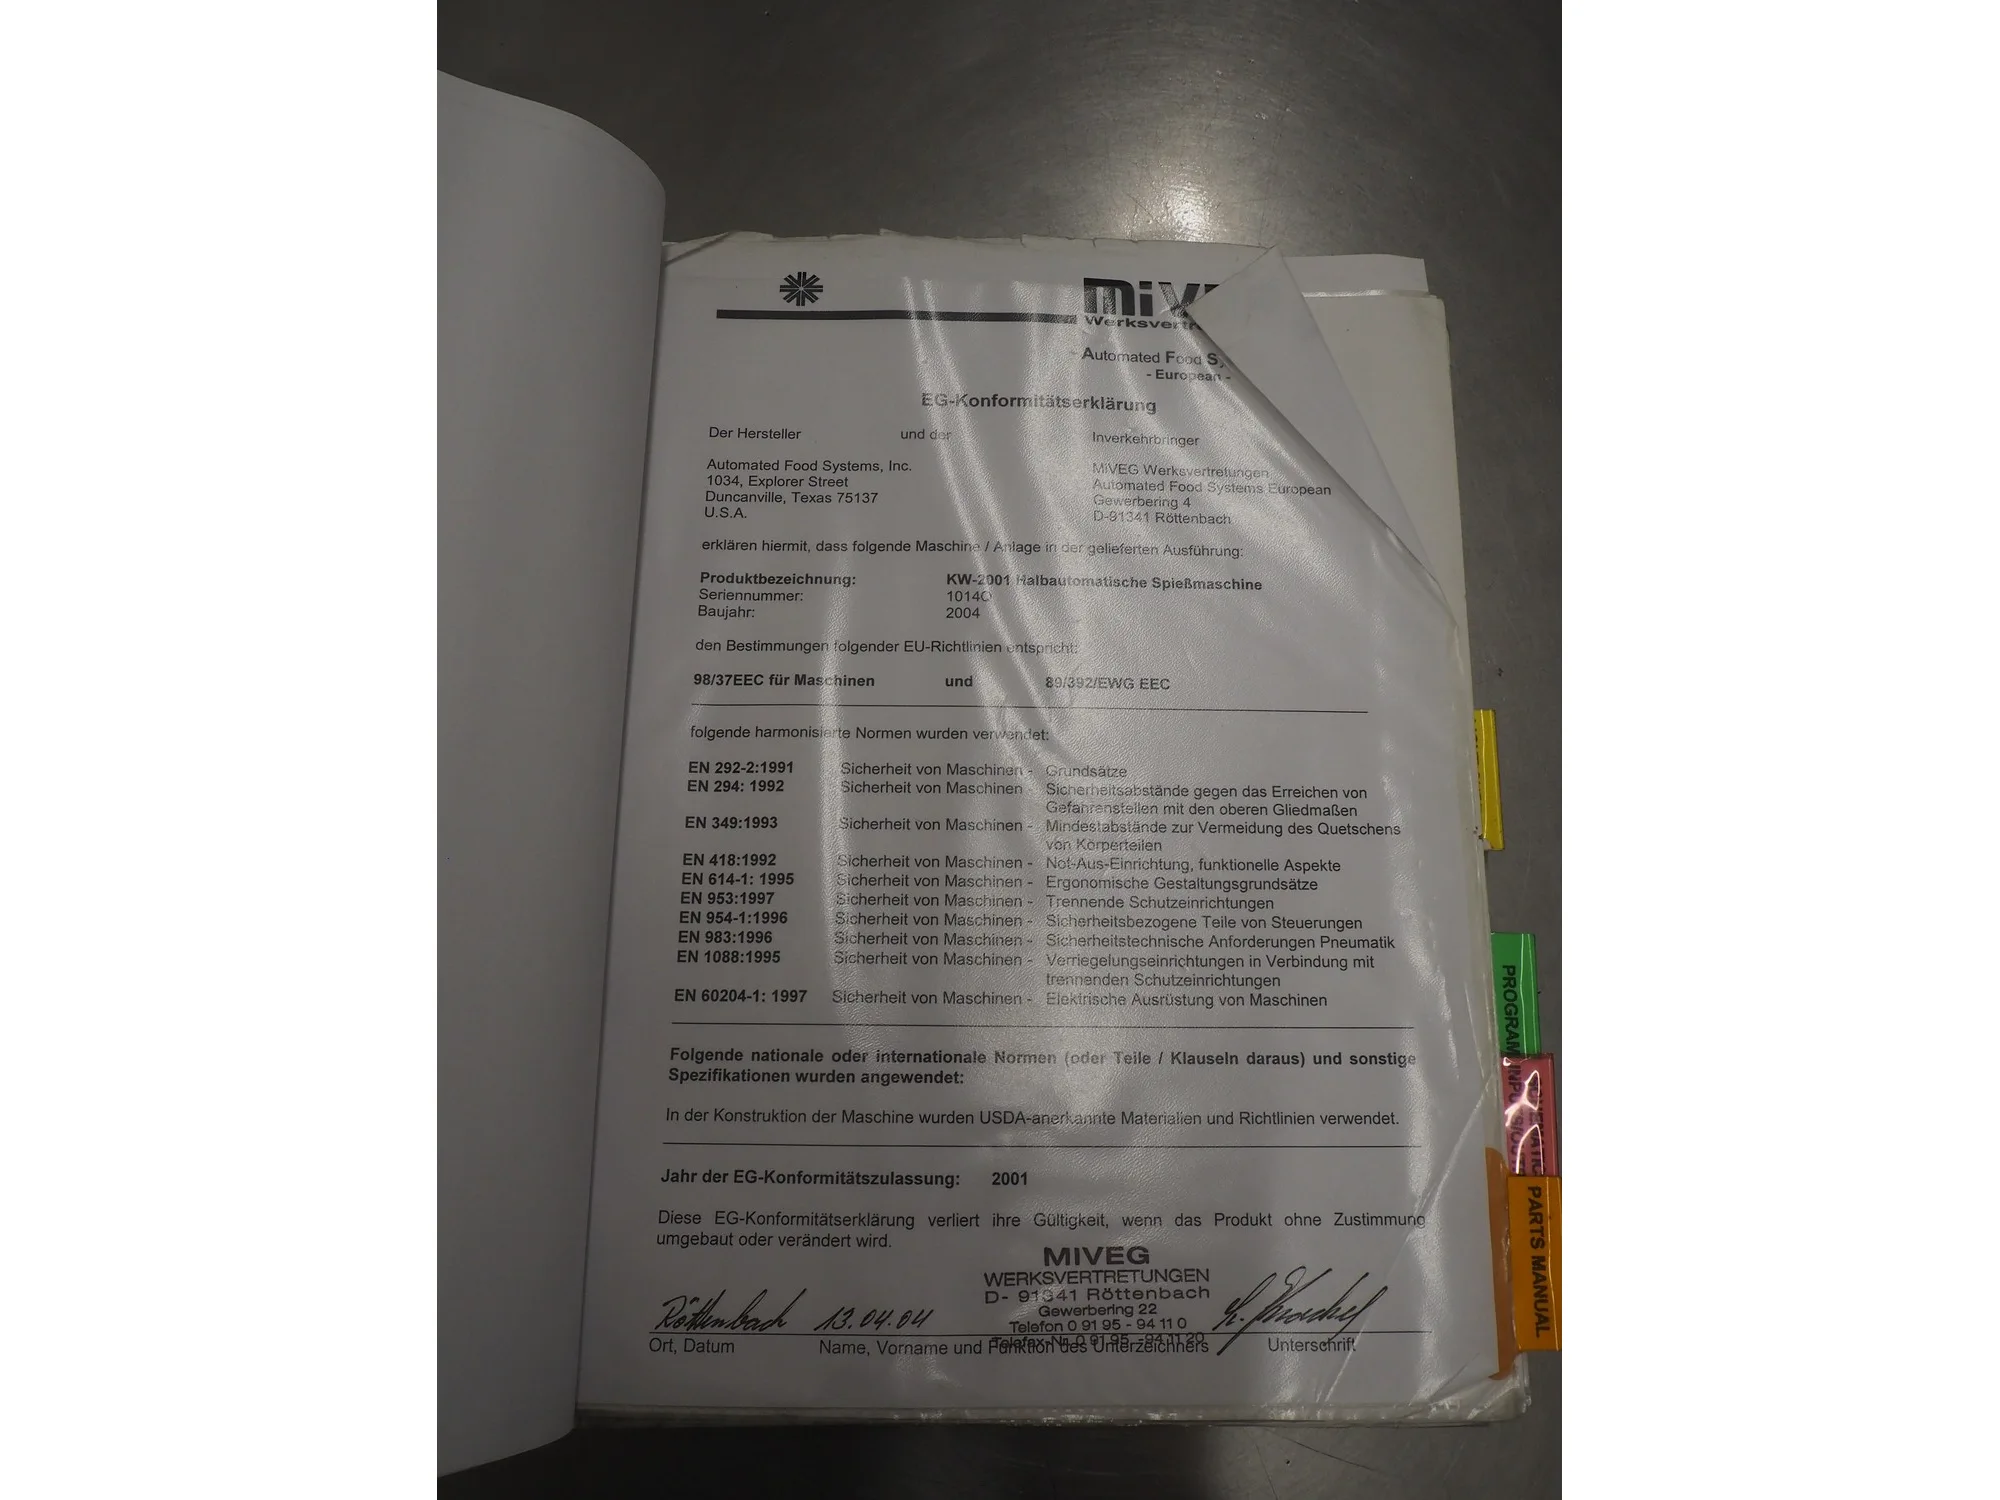 Werksvertr
Automated Food S
- European -
EG-Konformitätserklärung
Der Hersteller und der Inverkehrbringer
Automated Food Systems, Inc. MiVEG Werksvertretungen
1034, Explorer Street Automated Food Systems European
Duncanville, Texas 75137 Gewerbering 4
U.S.A. D-91341 Röttenbach
erklären hiermit, dass folgende Maschine / Anlage in der gelieferten Ausführung:
Produktbezeichnung: KW-2001 Halbautomatische Spießmaschine
Seriennummer: 1014O
Baujahr: 2004
den Bestimmungen folgender EU-Richtlinien entspricht:
98/37EEC für Maschinen und 89/392/EWG EEC
folgende harmonisierte Normen wurden verwendet:
EN 292-2:1991 Sicherheit von Maschinen - Grundsätze
EN 294: 1992 Sicherheit von Maschinen - Sicherheitsabstände gegen das Erreichen von
Gefahrenstellen mit den oberen Gliedmaßen
EN 349:1993 Sicherheit von Maschinen - Mindestabstände zur Vermeidung des Quetschens
von Körperteilen
EN 418:1992 Sicherheit von Maschinen - Not-Aus-Einrichtung, funktionelle Aspekte
EN 614-1: 1995 Sicherheit von Maschinen - Ergonomische Gestaltungsgrundsätze
EN 953:1997 Sicherheit von Maschinen - Trennende Schutzeinrichtungen
EN 954-1:1996 Sicherheit von Maschinen - Sicherheitsbezogene Teile von Steuerungen
EN 983:1996 Sicherheit von Maschinen - Sicherheitstechnische Anforderungen Pneumatik
EN 1088:1995 Sicherheit von Maschinen - Verriegelungseinrichtungen in Verbindung mit
trennenden Schutzeinrichtungen
EN 60204-1: 1997 Sicherheit von Maschinen - Elektrische Ausrüstung von Maschinen
Folgende nationale oder internationale Normen (oder Teile / Klauseln daraus) und sonstige
Spezifikationen wurden angewendet:
In der Konstruktion der Maschine wurden USDA-anerkannte Materialien und Richtlinien verwendet.
Jahr der EG-Konformitätszulassung: 2001
Diese EG-Konformitätserklärung verliert ihre Gültigkeit, wenn das Produkt ohne Zustimmung
umgebaut oder verändert wird.
MIVEG
WERKSVERTRETUNGEN
D- 91341 Röttenbach
Gewerbering 22
Telefon 0 91 95 - 94 11 0
Telefax-Nr. 0 91 95 - 94 11 20
Röttenbach 13.04.04
Ort, Datum Name, Vorname und Funktion des Unterzeichners Unterschrift
PROGRAM
PARTS MANUAL